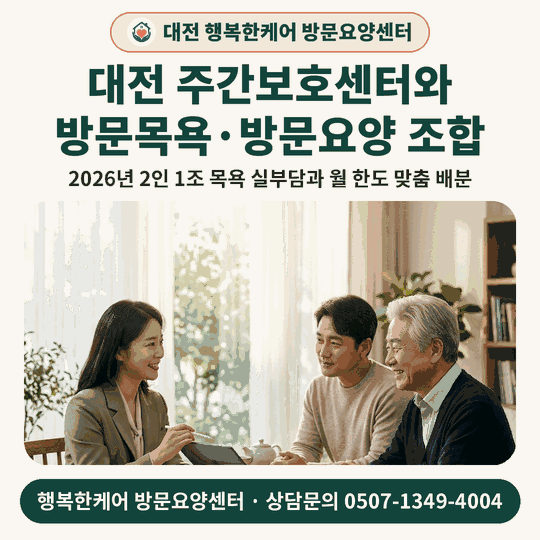 대전 행복한케어 방문요양센터
대전 주간보호센터와
방문목욕·방문요양 조합
2026년 2인 1조 목욕 실부담과 월 한도 맞춤 배분
행복한케어 방문요양센터 · 상담문의 0507-1349-4004